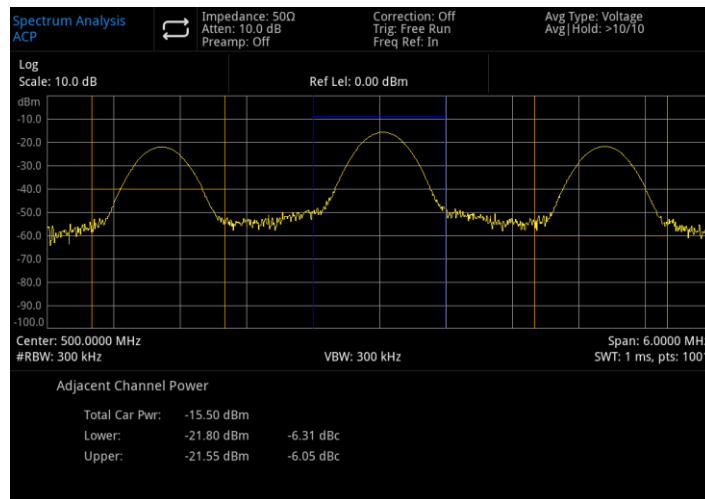 Spectrum Analysis
ACP
Impedance: 50Ω
Atten: 10.0 dB
Preamp: Off
Correction: Off
Trig: Free Run
Freq Ref: In
Avg Type: Voltage
Avg|Hold: >10/10
Log
Scale: 10.0 dB
Ref Lel: 0.00 dBm
dBm
-10.0
-20.0
-30.0
-40.0
-50.0
-60.0
-70.0
-80.0
-90.0
-100.0
Center: 500.0000 MHz
Span: 6.0000 MH
#RBW: 300 kHz
VBW: 300 kHz
SWT: 1 ms, pts: 100
Adjacent Channel Power
Total Car Pwr: -15.50 dBm
Lower: -21.80 dBm -6.31 dBc
Upper: -21.55 dBm -6.05 dBc